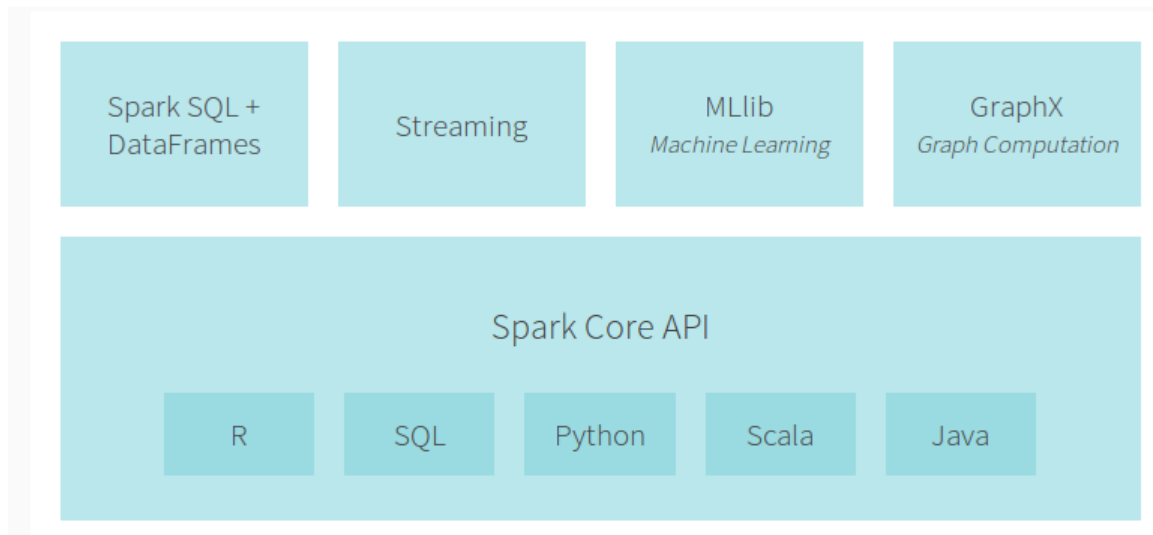 Spark SQL +
DataFrames
Streaming
MLlib
Machine Learning
GraphX
Graph Computation
Spark Core API
R
SQL
Python
Scala
Java